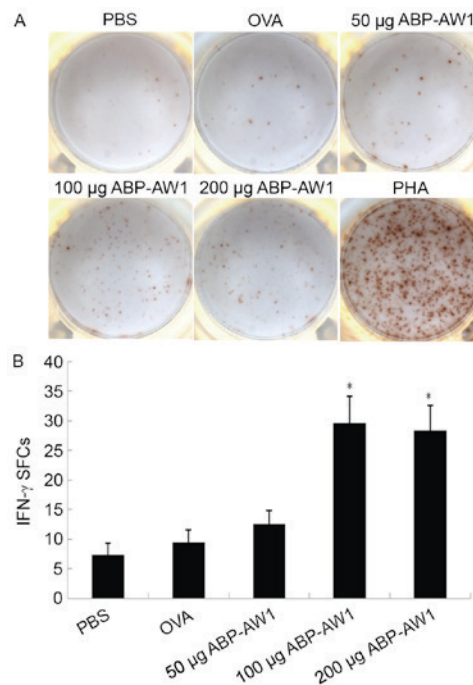 A
PBS OVA 50 µg ABP-AW1
100 µg ABP-AW1 200 µg ABP-AW1 PHA
B
IFN-γ SFCs
40
35
30
25
20
15
10
5
0
* *
PBS OVA 50 µg ABP-AW1 100 µg ABP-AW1 200 µg ABP-AW1